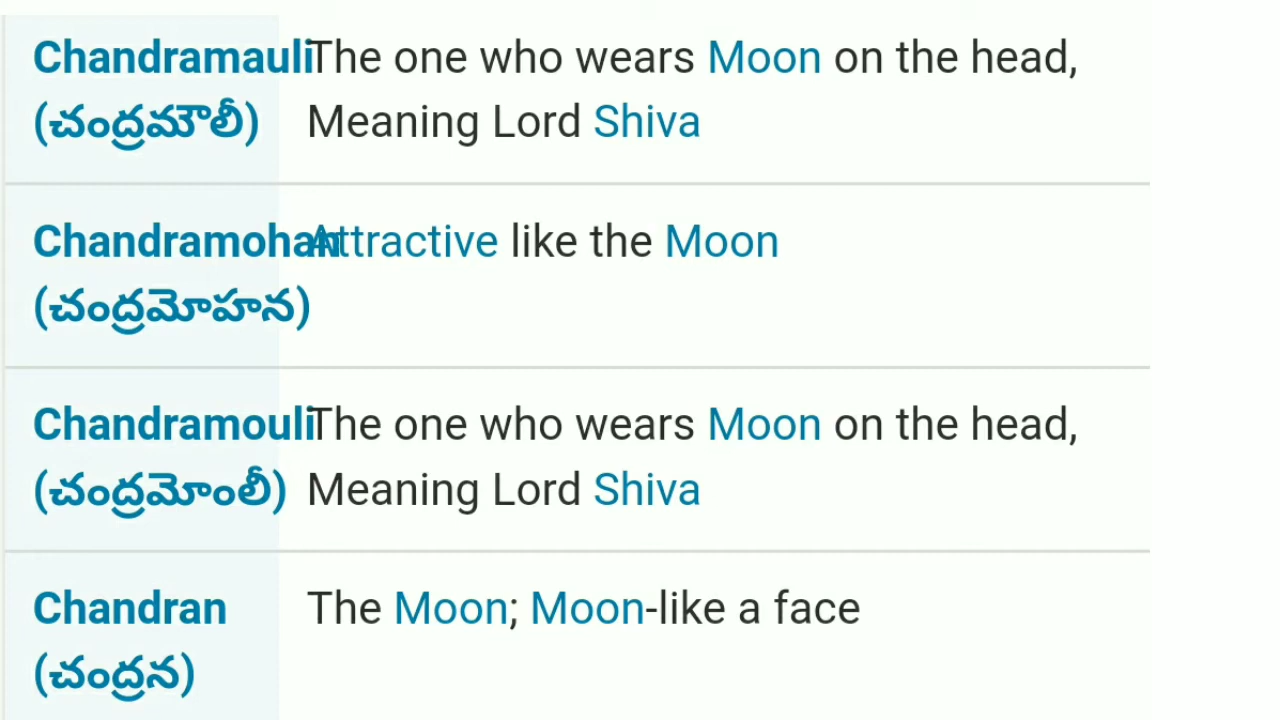 Chandramauli The one who wears Moon on the head,
(చంద్రమౌలీ) Meaning Lord Shiva
Chandramohan Attractive like the Moon
(చంద్రమోహన)
Chandramouli The one who wears Moon on the head,
(చంద్రమోంలీ) Meaning Lord Shiva
Chandran The Moon; Moon-like a face
(చంద్రన)